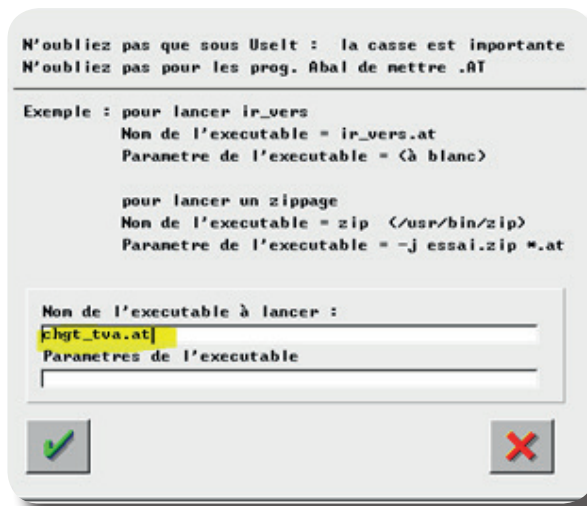 N'oubliez pas que sous Uselt : la casse est importante
N'oubliez pas pour les prog. Abal de mettre .AT
Exemple : pour lancer ir_vers
Nom de l'executable = ir_vers.at
Parametre de l'executable = (à blanc)
pour lancer un zippage
Nom de l'executable = zip (/usr/bin/zip)
Parametre de l'executable = -j essai.zip *.at
Nom de l'executable à lancer :
chgt_tva.at
Parametres de l'executable